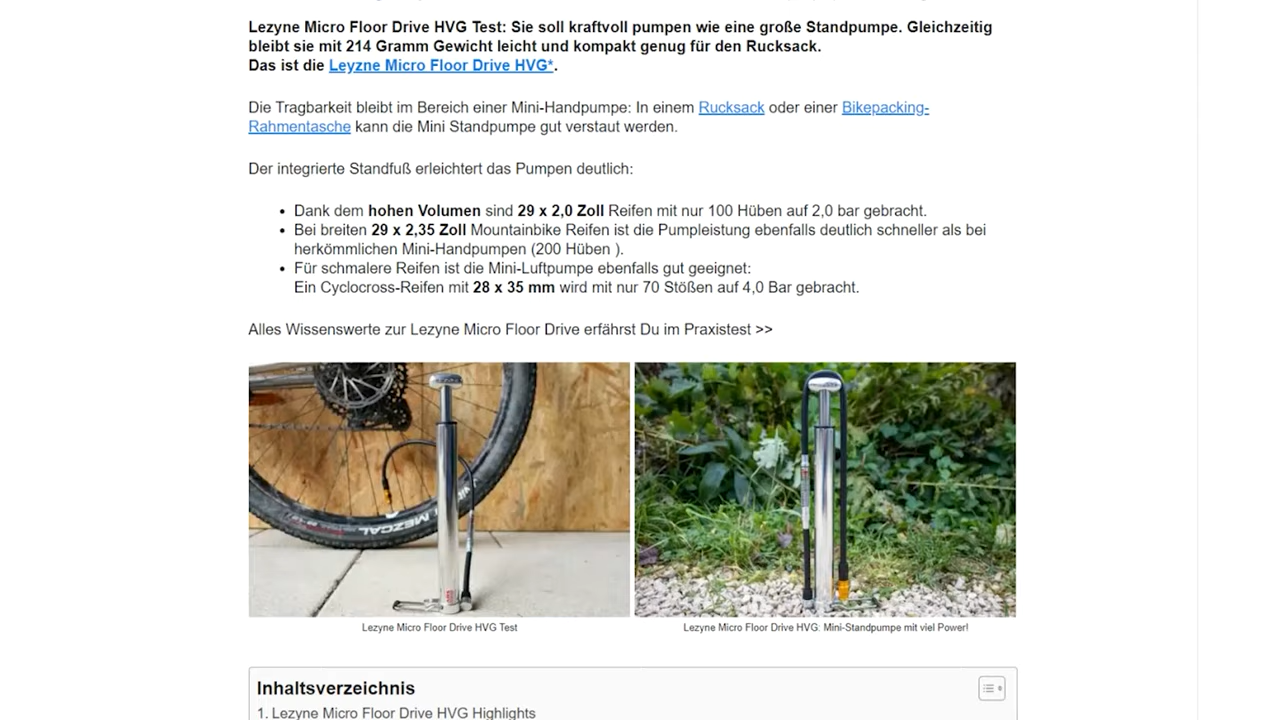 Lezyne Micro Floor Drive HVG Test: Sie soll kraftvoll pumpen wie eine große Standpumpe. Gleichzeitig
bleibt sie mit 214 Gramm Gewicht leicht und kompakt genug für den Rucksack.
Das ist die Leyzne Micro Floor Drive HVG*.
Die Tragbarkeit bleibt im Bereich einer Mini-Handpumpe: In einem Rucksack oder einer Bikepacking-
Rahmentasche kann die Mini Standpumpe gut verstaut werden.
Der integrierte Standfuß erleichtert das Pumpen deutlich:
• Dank dem hohen Volumen sind 29 x 2,0 Zoll Reifen mit nur 100 Hüben auf 2,0 bar gebracht.
• Bei breiten 29 x 2,35 Zoll Mountainbike Reifen ist die Pumpleistung ebenfalls deutlich schneller als bei
herkömmlichen Mini-Handpumpen (200 Hüben ).
• Für schmalere Reifen ist die Mini-Luftpumpe ebenfalls gut geeignet:
Ein Cyclocross-Reifen mit 28 x 35 mm wird mit nur 70 Stößen auf 4,0 Bar gebracht.
Alles Wissenswerte zur Lezyne Micro Floor Drive erfährst Du im Praxistest >>
MEZCAL
Lezyne Micro Floor Drive HVG Test
Lezyne Micro Floor Drive HVG: Mini-Standpumpe mit viel Power!
Inhaltsverzeichnis
1. Lezyne Micro Floor Drive HVG Highlights